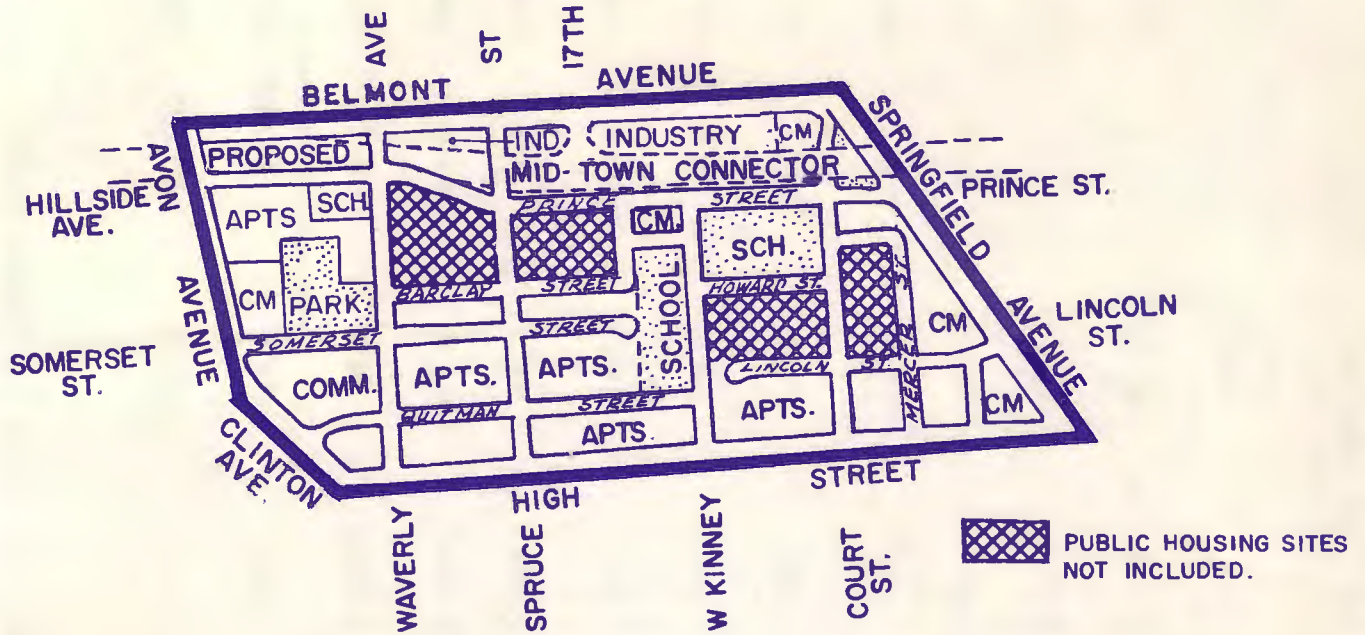 AVE
ST
17TH
BELMONT AVENUE
PROPOSED
IND.
INDUSTRY
CM
MID-TOWN CONNECTOR
SPRINGFIELD AVENUE
PRINCE ST.
AVON AVENUE
HILLSIDE
AVE.
APTS
SCH
PRINCE STREET
CM.
SCH
CM
PARK
BARCLAY STREET
SCHOOL
HOWARD ST.
MERCER ST.
CM
LINCOLN
ST.
SOMERSET STREET
SOMERSET
ST.
COMM.
APTS.
APTS.
LINCOLN ST.
APTS.
CM
QUITMAN STREET
APTS.
CLINTON
AVE.
HIGH STREET
WAVERLY
SPRUCE
W KINNEY
COURT
ST.
PUBLIC HOUSING SITES
NOT INCLUDED.